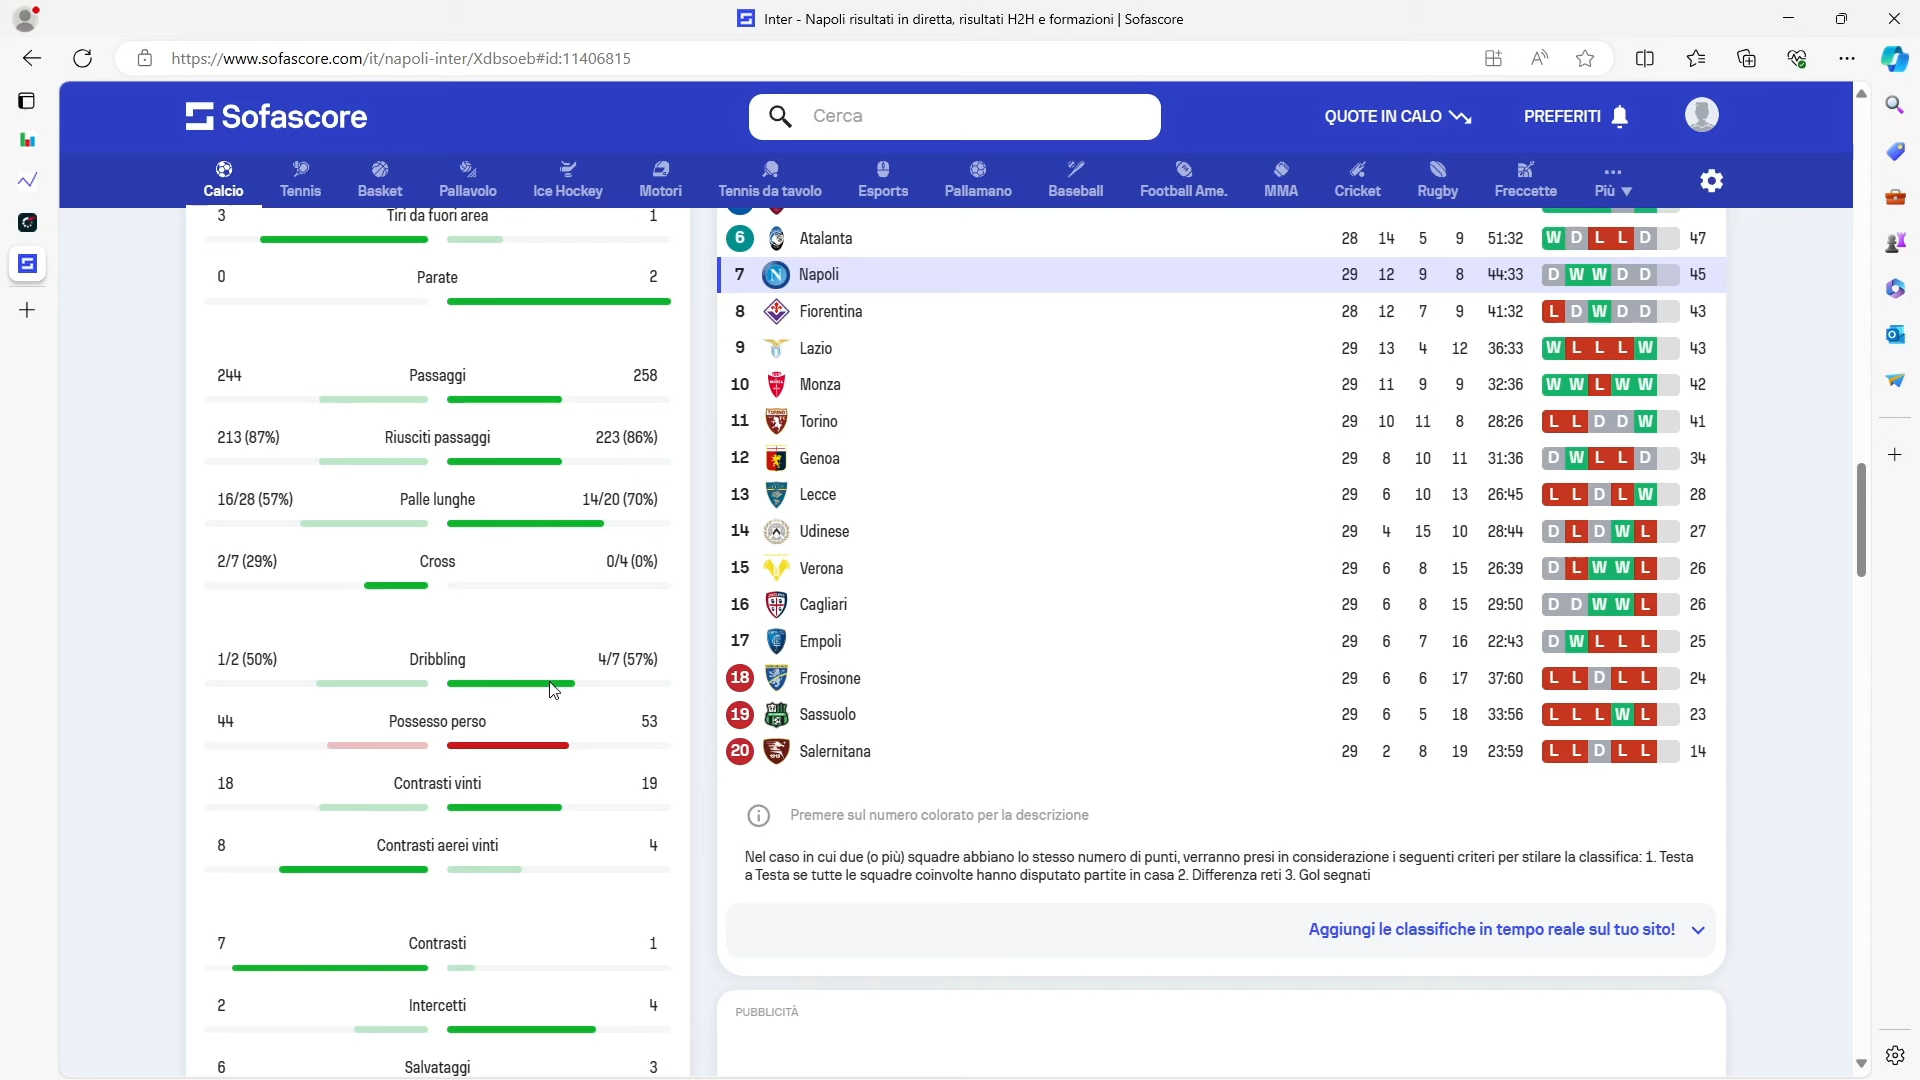 Inter - Napoli risultati in diretta, risultati H2H e formazioni | Sofascore
https://www.sofascore.com/it/napoli-inter/Xdbsoeb#id:11406815
Sofascore
Cerca
QUOTE IN CALO
PREFERITI
Calcio
Tennis
Basket
Pallavolo
Ice Hockey
Motori
Tennis da tavolo
Esports
Pallamano
Baseball
Football Ame.
MMA
Cricket
Rugby
Freccette
Più
3 Tiri da fuori area 1
0 Parate 2
244 Passaggi 258
213 (87%) Riusciti passaggi 223 (86%)
16/28 (57%) Palle lunghe 14/20 (70%)
2/7 (29%) Cross 0/4 (0%)
1/2 (50%) Dribbling 4/7 (57%)
44 Possesso perso 53
18 Contrasti vinti 19
8 Contrasti aerei vinti 4
7 Contrasti 1
2 Intercetti 4
6 Salvataggi 3
6 Atalanta 28 14 5 9 51:32 W D L L D 47
7 N Napoli 29 12 9 8 44:33 D W W D D 45
8 Fiorentina 28 12 7 9 41:32 L D W D D 43
9 Lazio 29 13 4 12 36:33 W L L L W 43
10 Monza 29 11 9 9 32:36 W W L W W 42
11 Torino 29 10 11 8 28:26 L L D D W 41
12 Genoa 29 8 10 11 31:36 D W L L D 34
13 Lecce 29 6 10 13 26:45 L L D L W 28
14 Udinese 29 4 15 10 28:44 D L D W L 27
15 Verona 29 6 8 15 26:39 D L W W L 26
16 Cagliari 29 6 8 15 29:50 D D W W L 26
17 Empoli 29 6 7 16 22:43 D W L L L 25
18 Frosinone 29 6 6 17 37:60 L L D L L 24
19 Sassuolo 29 6 5 18 33:56 L L L W L 23
20 Salernitana 29 2 8 19 23:59 L L D L L 14
Premere sul numero colorato per la descrizione
Nel caso in cui due (o più) squadre abbiano lo stesso numero di punti, verranno presi in considerazione i seguenti criteri per stilare la classifica: 1. Testa
a Testa se tutte le squadre coinvolte hanno disputato partite in casa 2. Differenza reti 3. Gol segnati
Aggiungi le classifiche in tempo reale sul tuo sito!
PUBBLICITÀ